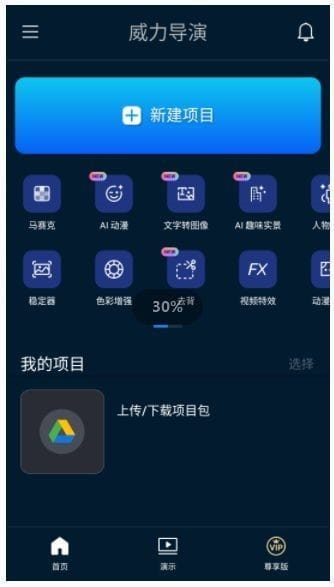 威力导演
新建项目
NEW NEW NEW
马赛克 AI 动漫 文字转图像 AI 趣味实景 人物
NEW
FX
稳定器 色彩增强 去背 视频特效 动漫
30%
我的项目 选择
上传/下载项目包
VIP
首页 演示 尊享版